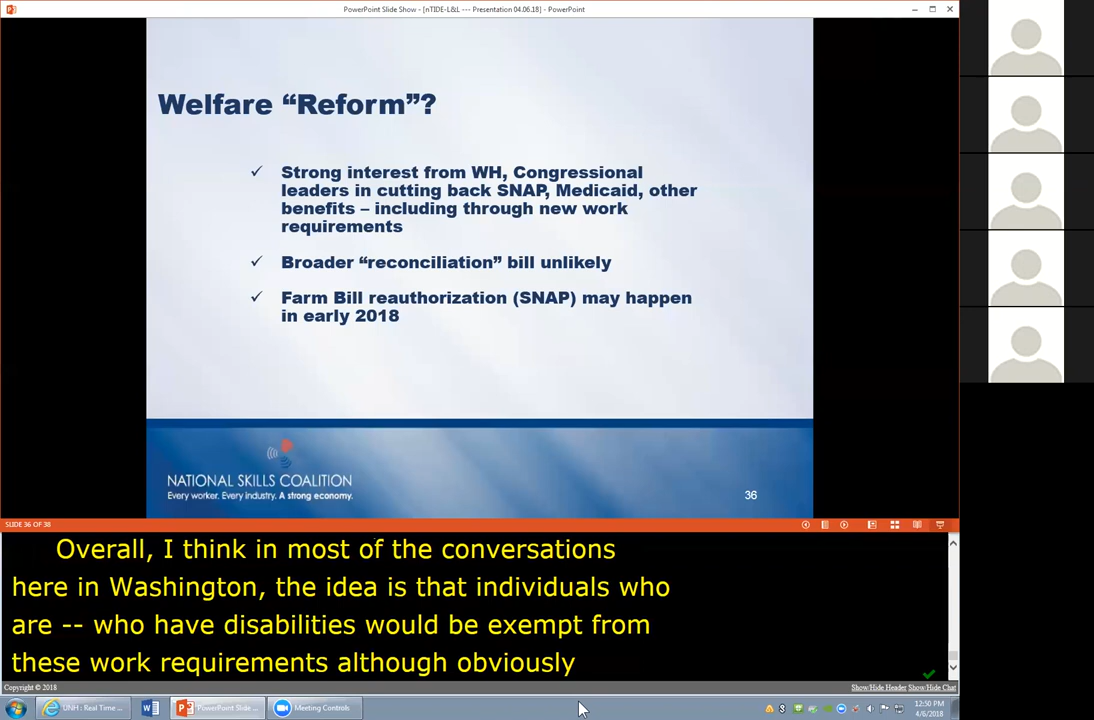 PowerPoint Slide Show - [nTIDE-L&L --- Presentation 04.06.18] - PowerPoint
Welfare “Reform”?
✓ Strong interest from WH, Congressional
leaders in cutting back SNAP, Medicaid, other
benefits – including through new work
requirements
✓ Broader “reconciliation” bill unlikely
✓ Farm Bill reauthorization (SNAP) may happen
in early 2018
NATIONAL SKILLS COALITION
Every worker. Every industry. A strong economy.
36
SLIDE 36 OF 38
Overall, I think in most of the conversations
here in Washington, the idea is that individuals who
are -- who have disabilities would be exempt from
these work requirements although obviously
Copyright © 2018
Show/Hide Header Show/Hide Chat
UNH : Real Time ...
PowerPoint Slide ...
Meeting Controls
12:50 PM
4/6/2018